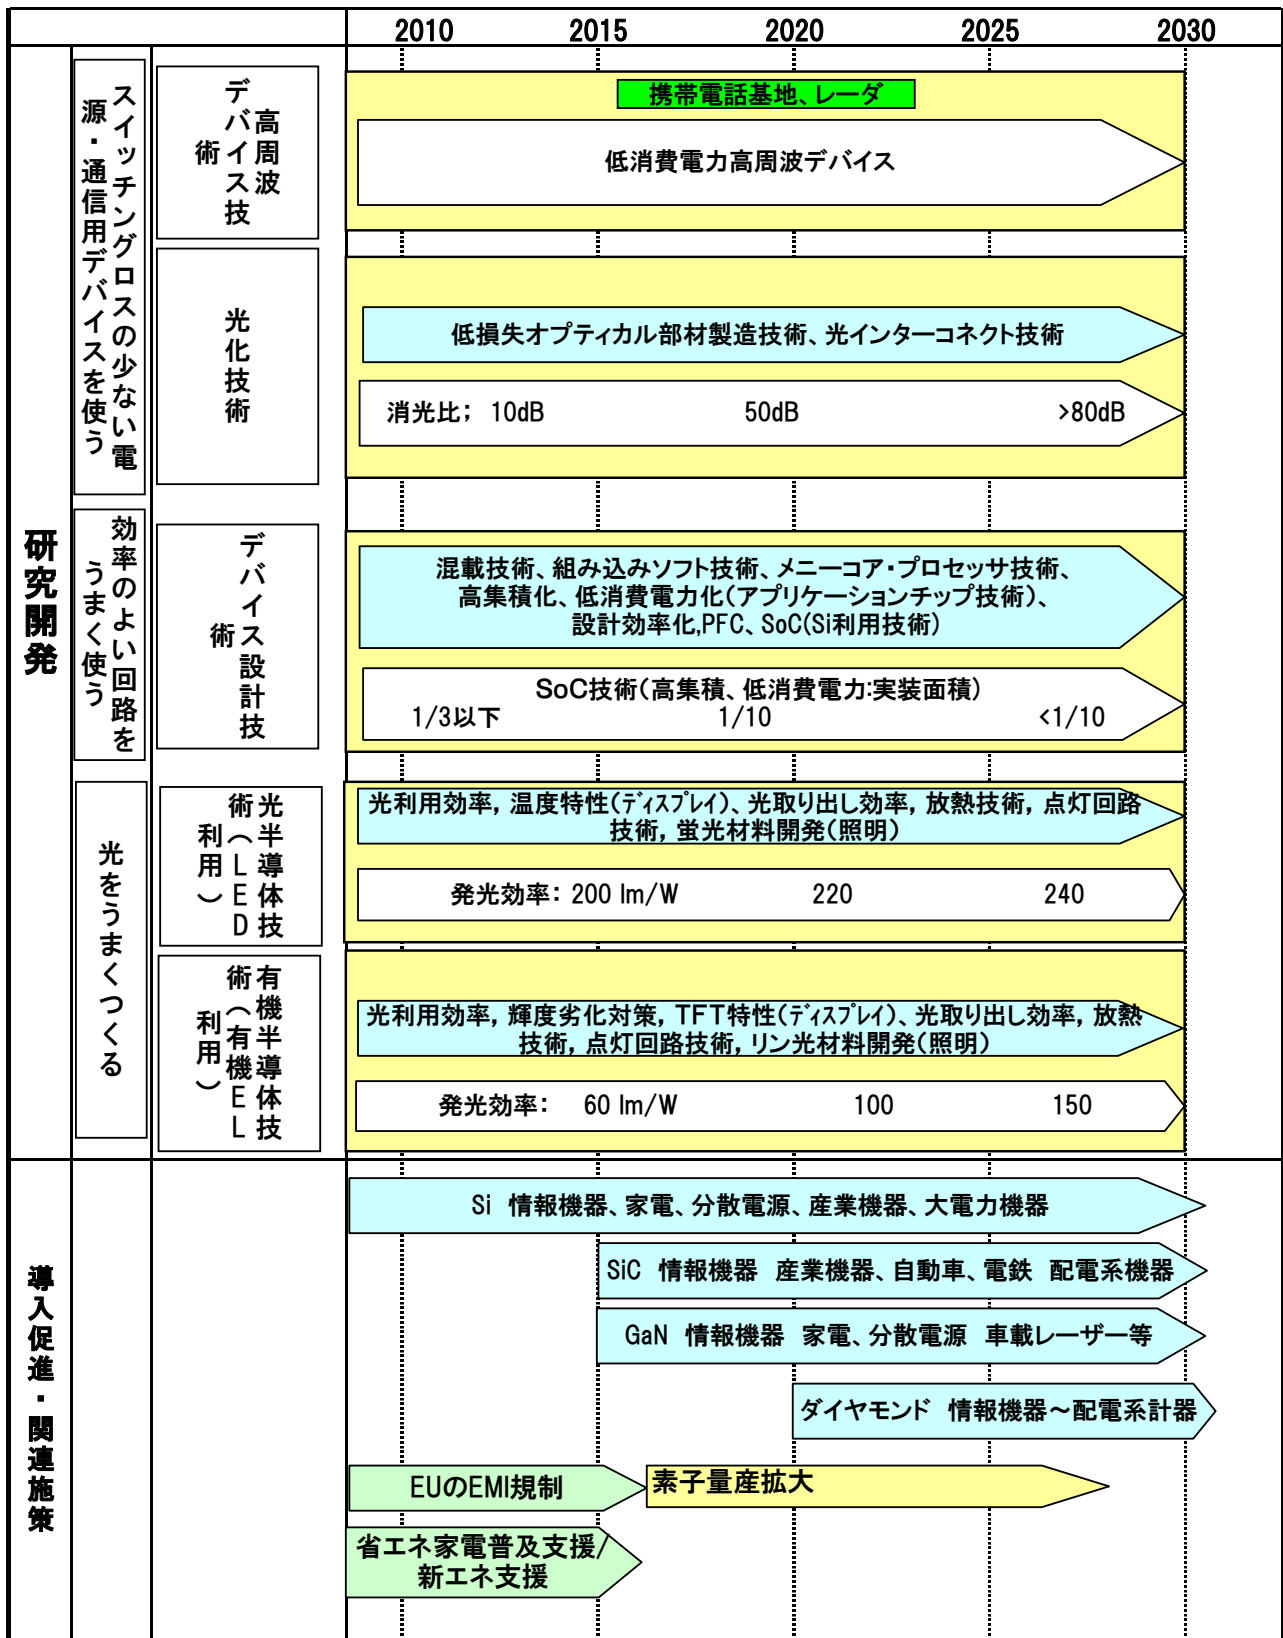 2010
2015
2020
2025
2030
研究開発
スイッチングロスの少ない電
源・通信用デバイスを使う
高周波
デバイス技
術
携帯電話基地、レーダ
低消費電力高周波デバイス
光化技術
低損失オプティカル部材製造技術、光インターコネクト技術
消光比； 10dB 50dB >80dB
効率のよい回路を
うまく使う
デバイス設計技
術
混載技術、組み込みソフト技術、メニーコア・プロセッサ技術、
高集積化、低消費電力化(アプリケーションチップ技術)、
設計効率化,PFC、SoC(Si利用技術)
SoC技術(高集積、低消費電力:実装面積)
1/3以下 1/10 <1/10
光をうまくつくる
光半導体技
術(LED
利用)
光利用効率, 温度特性(ディスプレイ)、光取り出し効率, 放熱技術, 点灯回路
技術, 蛍光材料開発(照明)
発光効率： 200 lm/W 220 240
有機半導体技
術(有機EL
利用)
光利用効率, 輝度劣化対策, TFT特性(ディスプレイ)、光取り出し効率, 放熱
技術, 点灯回路技術, リン光材料開発(照明)
発光効率： 60 lm/W 100 150
導入促進・関連施策
Si 情報機器、家電、分散電源、産業機器、大電力機器
SiC 情報機器 産業機器、自動車、電鉄 配電系機器
GaN 情報機器 家電、分散電源 車載レーザー等
ダイヤモンド 情報機器～配電系計器
EUのEMI規制
素子量産拡大
省エネ家電普及支援/
新エネ支援